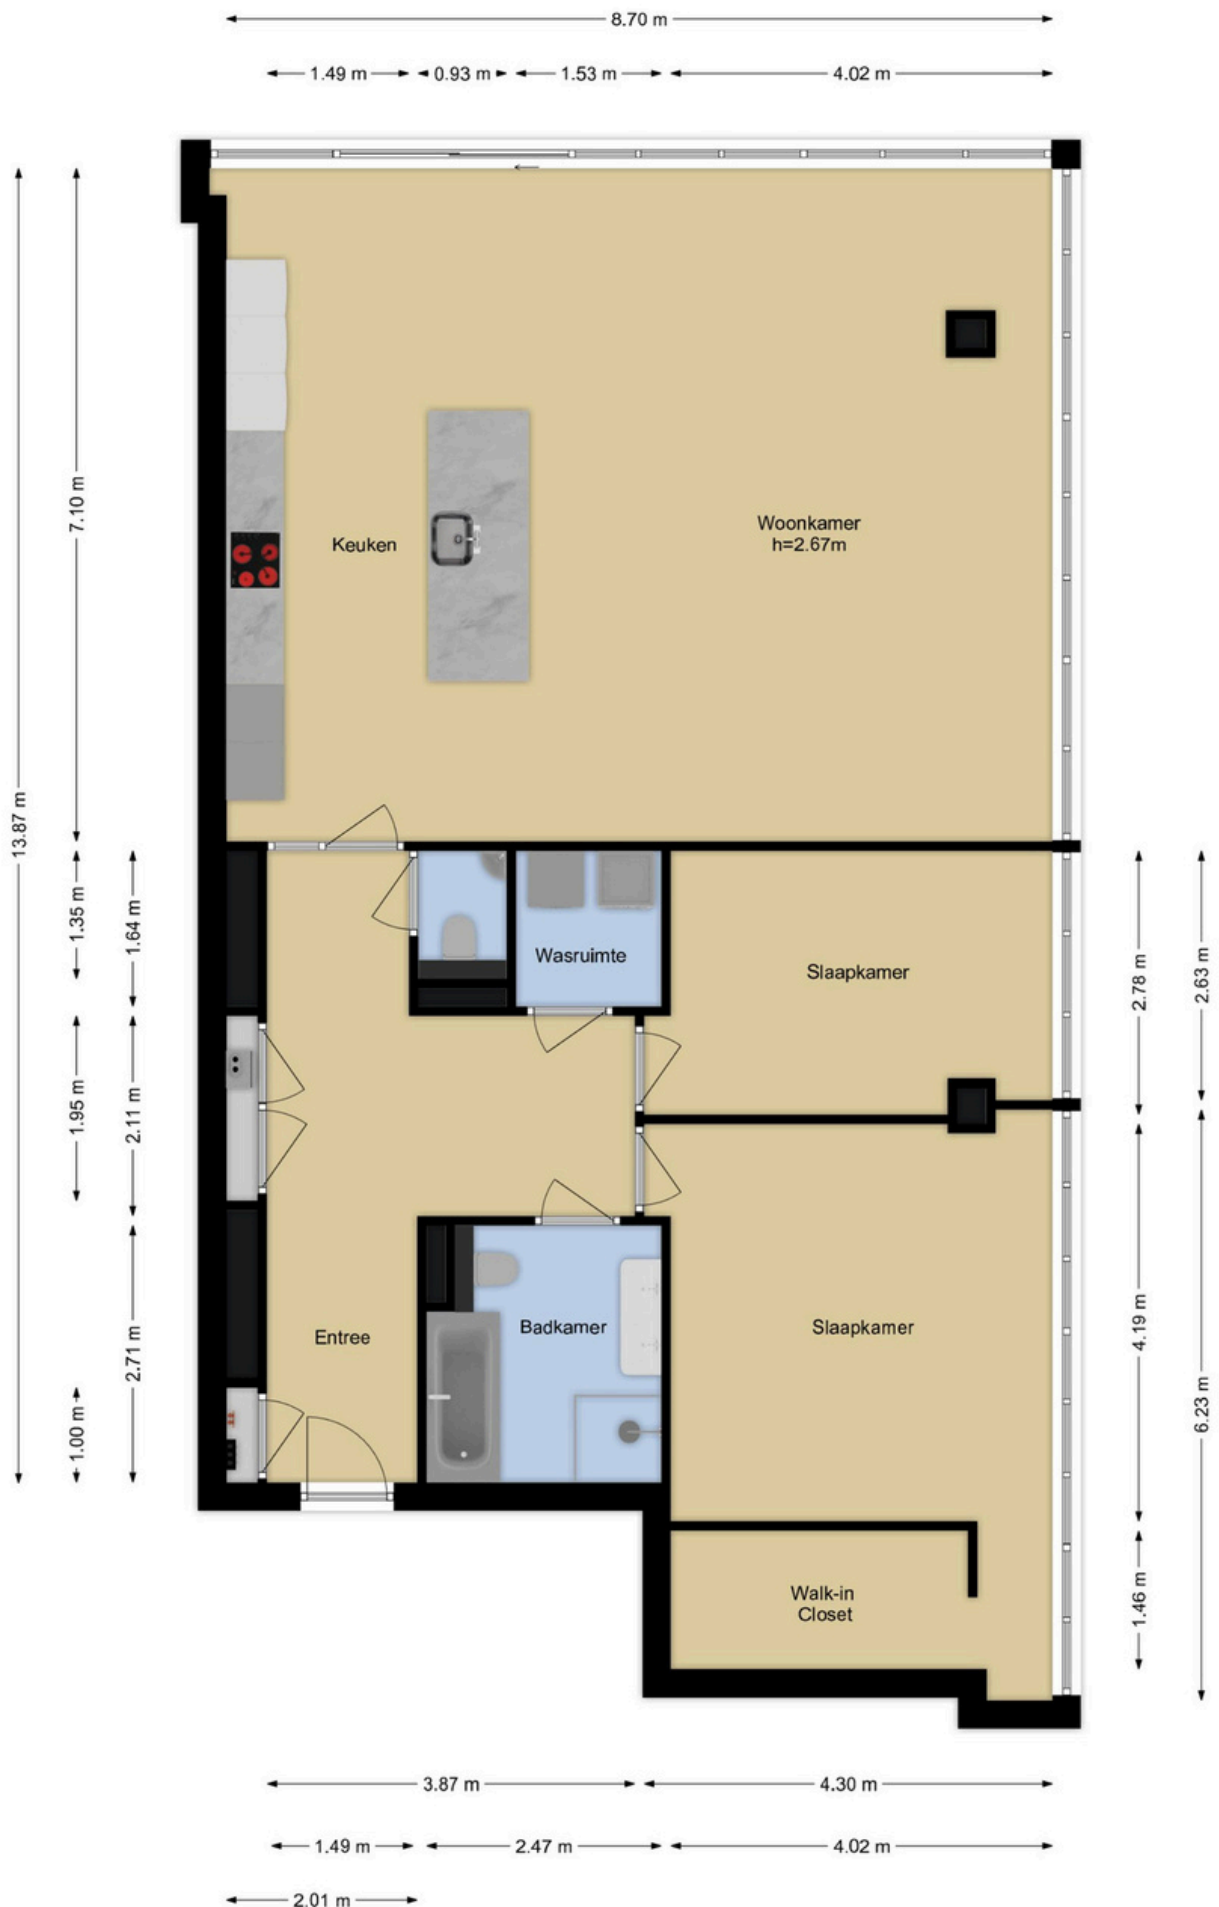 8.70 m
1.49 m
0.93 m
1.53 m
4.02 m
7.10 m
13.87 m
Keuken
Woonkamer
h=2.67m
1.35 m
1.64 m
Wasruimte
Slaapkamer
2.78 m
2.63 m
1.95 m
2.11 m
2.71 m
1.00 m
Entree
Badkamer
Slaapkamer
4.19 m
6.23 m
Walk-in
Closet
1.46 m
3.87 m
4.30 m
1.49 m
2.47 m
4.02 m
2.01 m